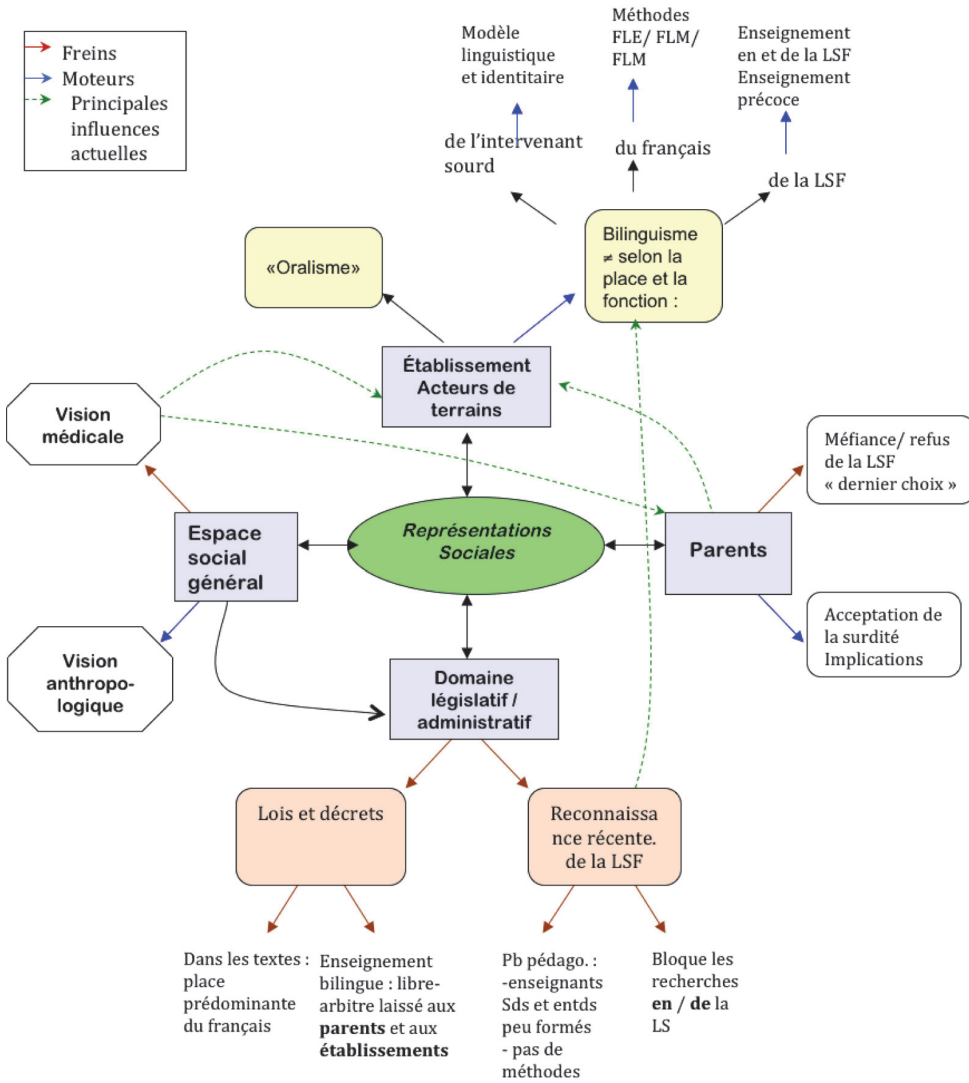 Freins
Moteurs
Principales
influences
actuelles
Modèle
linguistique
et identitaire
Méthodes
FLE/ FLM/
FLM
Enseignement
en et de la LSF
Enseignement
précoce
de l'intervenant
sourd
du français
de la LSF
«Oralisme»
Bilinguisme
≠ selon la
place et la
fonction :
Établissement
Acteurs de
terrains
Vision
médicale
Méfiance/ refus
de la LSF
« dernier choix »
Espace
social
général
Représentations
Sociales
Parents
Acceptation de
la surdité
Implications
Vision
anthropo-
logique
Domaine
législatif /
administratif
Lois et décrets
Reconnaissa
nce récente.
de la LSF
Dans les textes :
place
prédominante
du français
Enseignement
bilingue : libre-
arbitre laissé aux
parents et aux
établissements
Pb pédago. :
-enseignants
Sds et entds
peu formés
- pas de
méthodes
Bloque les
recherches
en / de la
LS